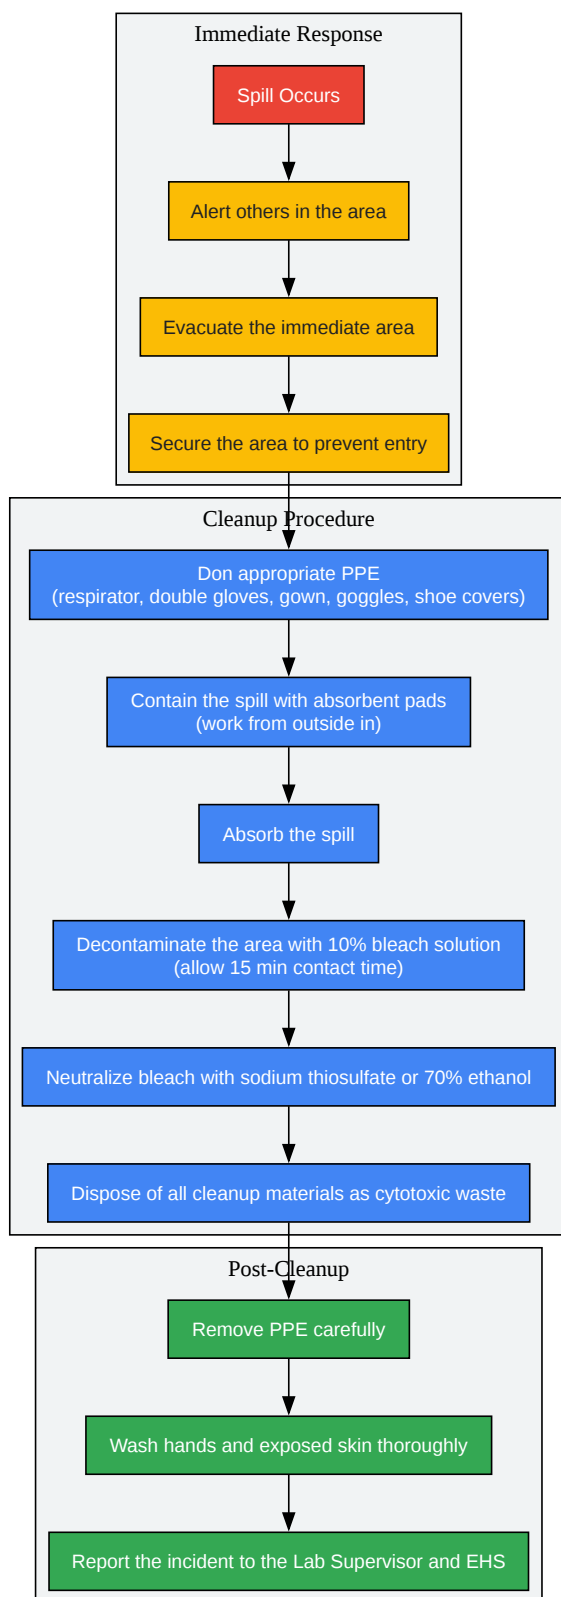 Immediate Response
Spill Occurs
Alert others in the area
Evacuate the immediate area
Secure the area to prevent entry
Cleanup Procedure
Don appropriate PPE
(respirator, double gloves, gown, goggles, shoe covers)
Contain the spill with absorbent pads
(work from outside in)
Absorb the spill
Decontaminate the area with 10% bleach solution
(allow 15 min contact time)
Neutralize bleach with sodium thiosulfate or 70% ethanol
Dispose of all cleanup materials as cytotoxic waste
Post-Cleanup
Remove PPE carefully
Wash hands and exposed skin thoroughly
Report the incident to the Lab Supervisor and EHS